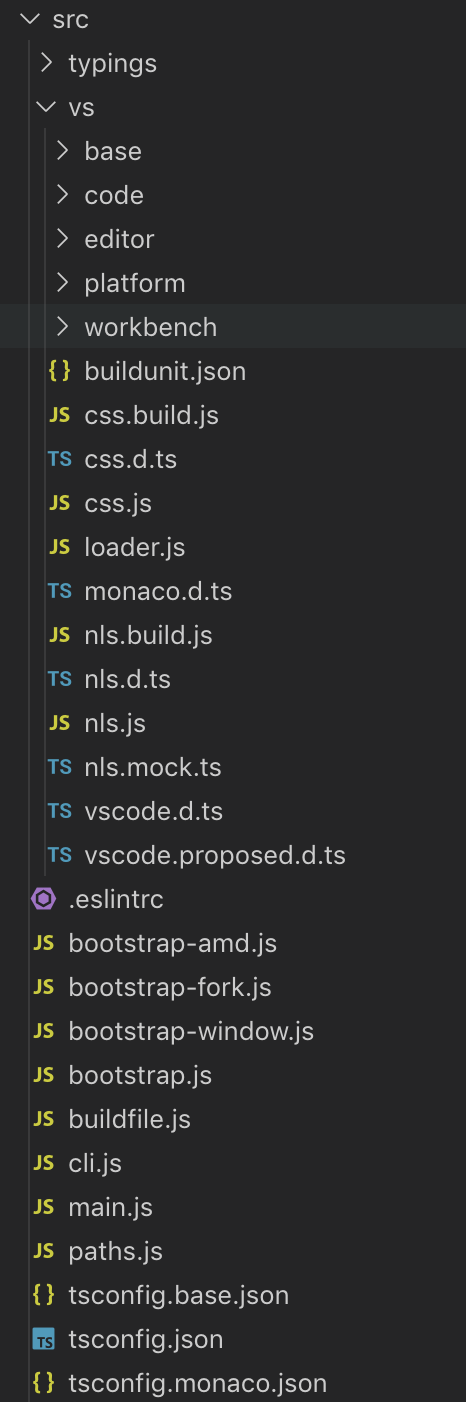 src
typings
vs
base
code
editor
platform
workbench
{} buildunit.json
JS css.build.js
TS css.d.ts
JS css.js
JS loader.js
TS monaco.d.ts
JS nls.build.js
TS nls.d.ts
JS nls.js
TS nls.mock.ts
TS vscode.d.ts
TS vscode.proposed.d.ts
.eslintrc
JS bootstrap-amd.js
JS bootstrap-fork.js
JS bootstrap-window.js
JS bootstrap.js
JS buildfile.js
JS cli.js
JS main.js
JS paths.js
{} tsconfig.base.json
TS tsconfig.json
{} tsconfig.monaco.json